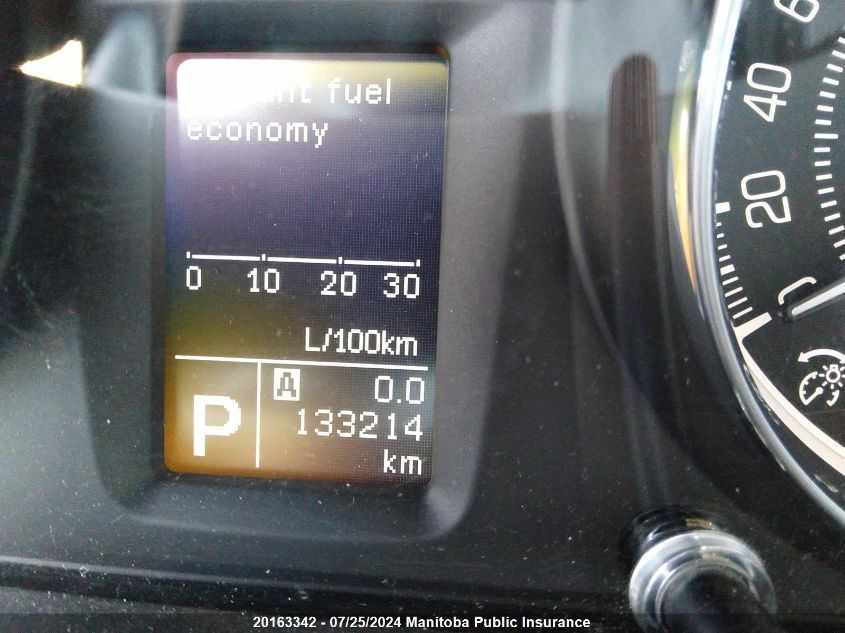 fuel
economy
0 10 20 30
L/100km
P
A 0.0
133214
km
40
20
20163342 - 07/25/2024 Manitoba Public Insurance